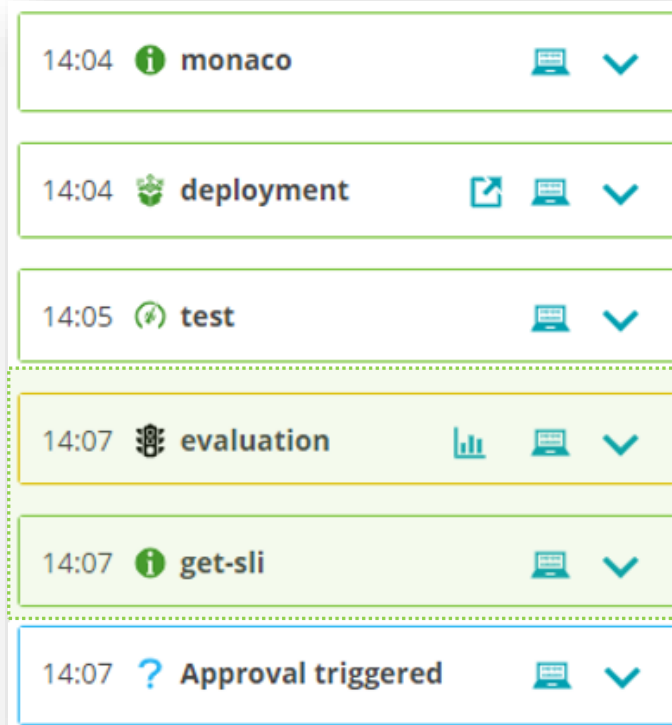 14:04 monaco
14:04 deployment
14:05 test
14:07 evaluation
14:07 get-sli
14:07 ? Approval triggered